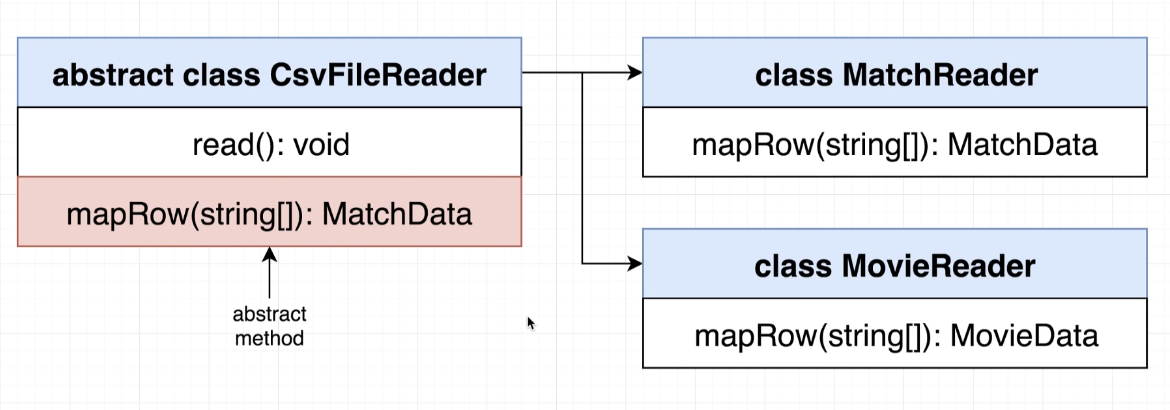 abstract class CsvFileReader
read(): void
mapRow(string[]): MatchData
abstract
method
class MatchReader
mapRow(string[]): MatchData
class MovieReader
mapRow(string[]): MovieData